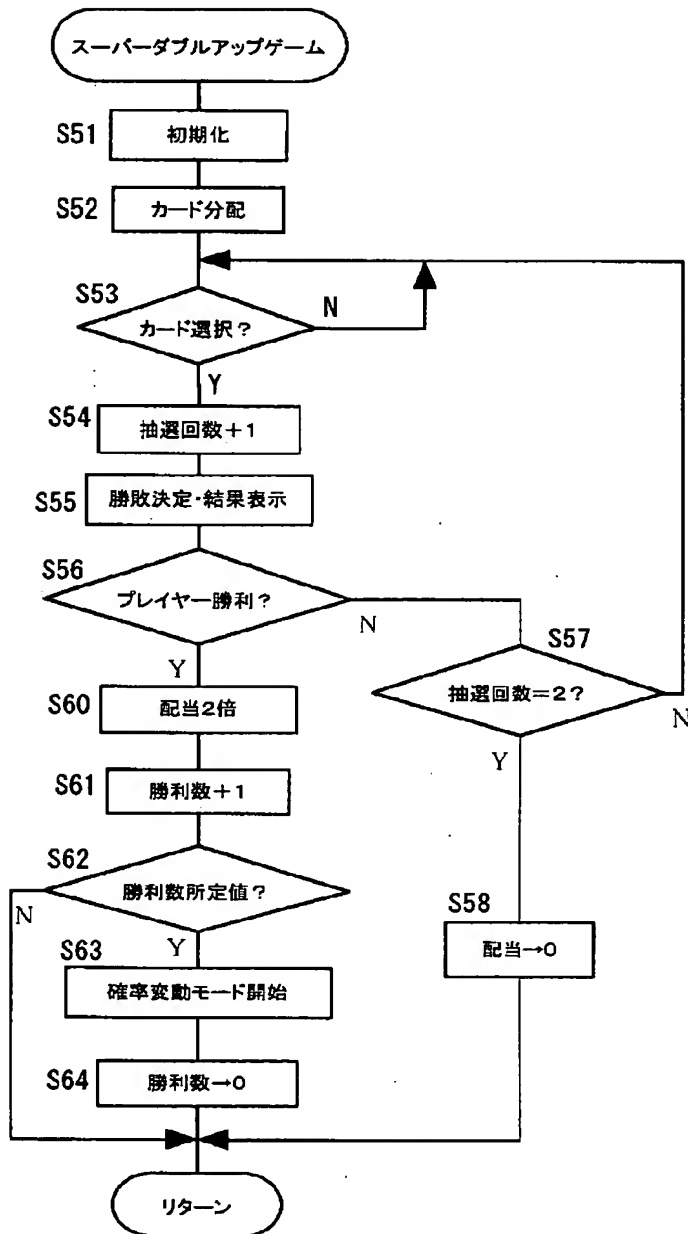 スーパーダブルアップゲーム
S51
初期化
S52
カード分配
S53
カード選択？
N
Y
S54
抽選回数＋1
S55
勝敗決定・結果表示
S56
プレイヤー勝利？
N
Y
S57
抽選回数＝2？
N
Y
S60
配当2倍
S61
勝利数＋1
S62
勝利数所定値？
N
Y
S58
配当→0
S63
確率変動モード開始
S64
勝利数→0
リターン